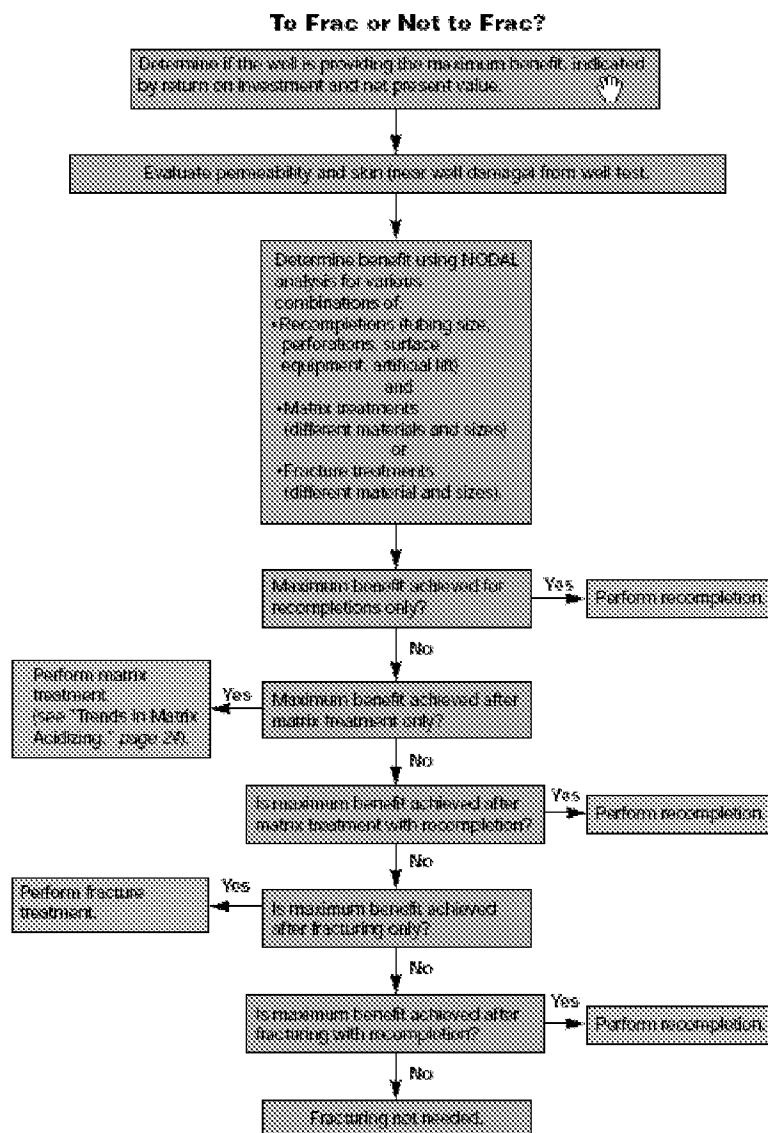 To Frac or Not to Frac?
Determine if the well is providing the maximum benefit, indicated
by return on investment and net present value.
Evaluate permeability and skin (near well damage) from well test.
Determine benefit using NODAL
analysis for various
combinations of
•Recompletions (tubing size,
perforations, surface
equipment, artificial lift)
and
•Matrix treatments
(different materials and sizes)
or
•Fracture treatments
(different material and sizes).
Maximum benefit achieved for
recompletions only?
Yes
Perform recompletion.
No
Perform matrix
treatment
(see "Trends in Matrix
Acidizing," page 24).
Yes
Maximum benefit achieved after
matrix treatment only?
No
Is maximum benefit achieved after
matrix treatment with recompletion?
Yes
Perform recompletion.
No
Perform fracture
treatment.
Yes
Is maximum benefit achieved
after fracturing only?
No
Is maximum benefit achieved after
fracturing with recompletion?
Yes
Perform recompletion.
No
Fracturing not needed.